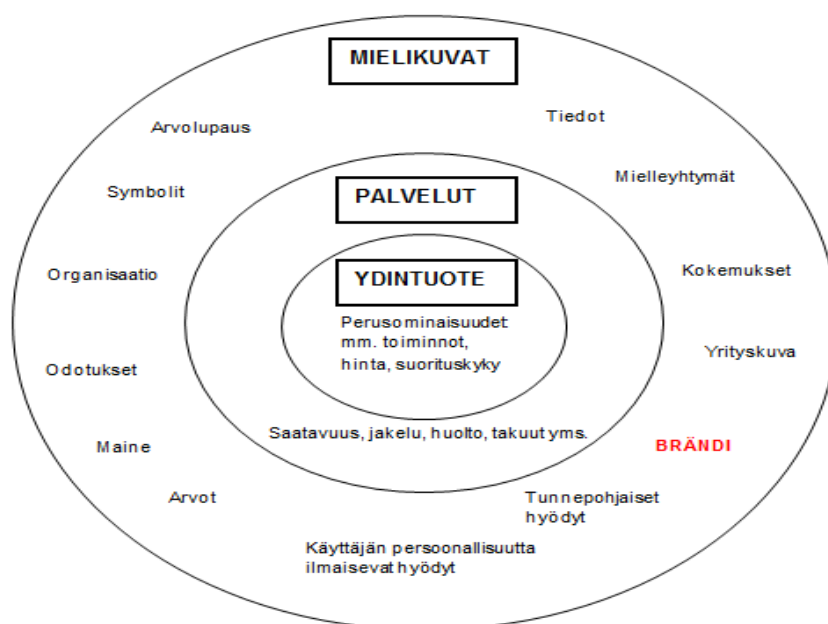 MIELIKUVAT
Tiedot
Arvolupaus
Mielleyhtymät
PALVELUT
Symbolit
Organisaatio
Kokemukset
YDINTUOTE
Perusominaisuudet
mm. toiminnot,
hinta, suorituskyky
Yrityskuva
Odotukset
Saatavuus, jakelu, huolto, takuut yms.
Maine
BRÄNDI
Arvot
Tunnepohjaiset
hyödyt
Käyttäjän persoonallisuutta
ilmaisevat hyödyt